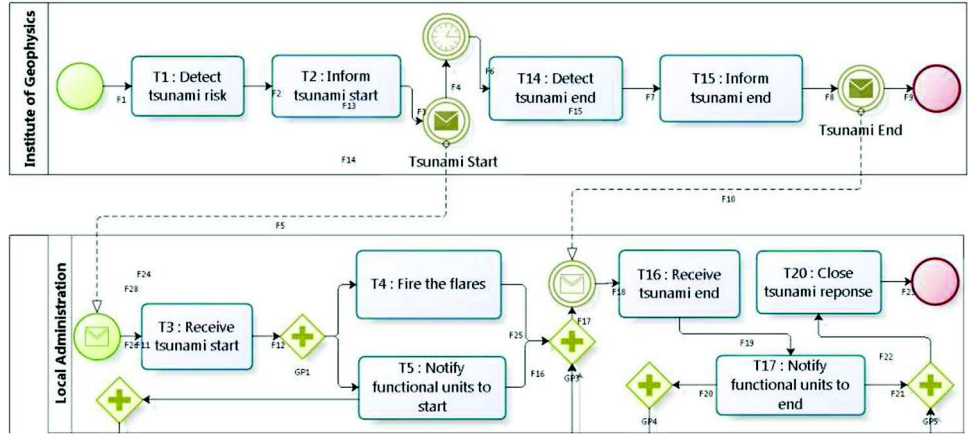 Institute of Geophysics
T1 : Detect
tsunami risk
T2 : Inform
tsunami start
T14 : Detect
tsunami end
T15 : Inform
tsunami end
F1
F2
F13
F3
F4
F6
F15
F7
F8
F9
Tsunami Start
Tsunami End
F14
F5
F10
Local Administration
F24
F28
T4 : Fire the flares
T16 : Receive
tsunami end
T20 : Close
tsunami reponse
F18
F23
T3 : Receive
tsunami start
F11
F12
GP1
F17
F25
F19
T5 : Notify
functional units to
start
F16
GP3
T17 : Notify
functional units to
end
F22
F20
F21
GP4
GP5